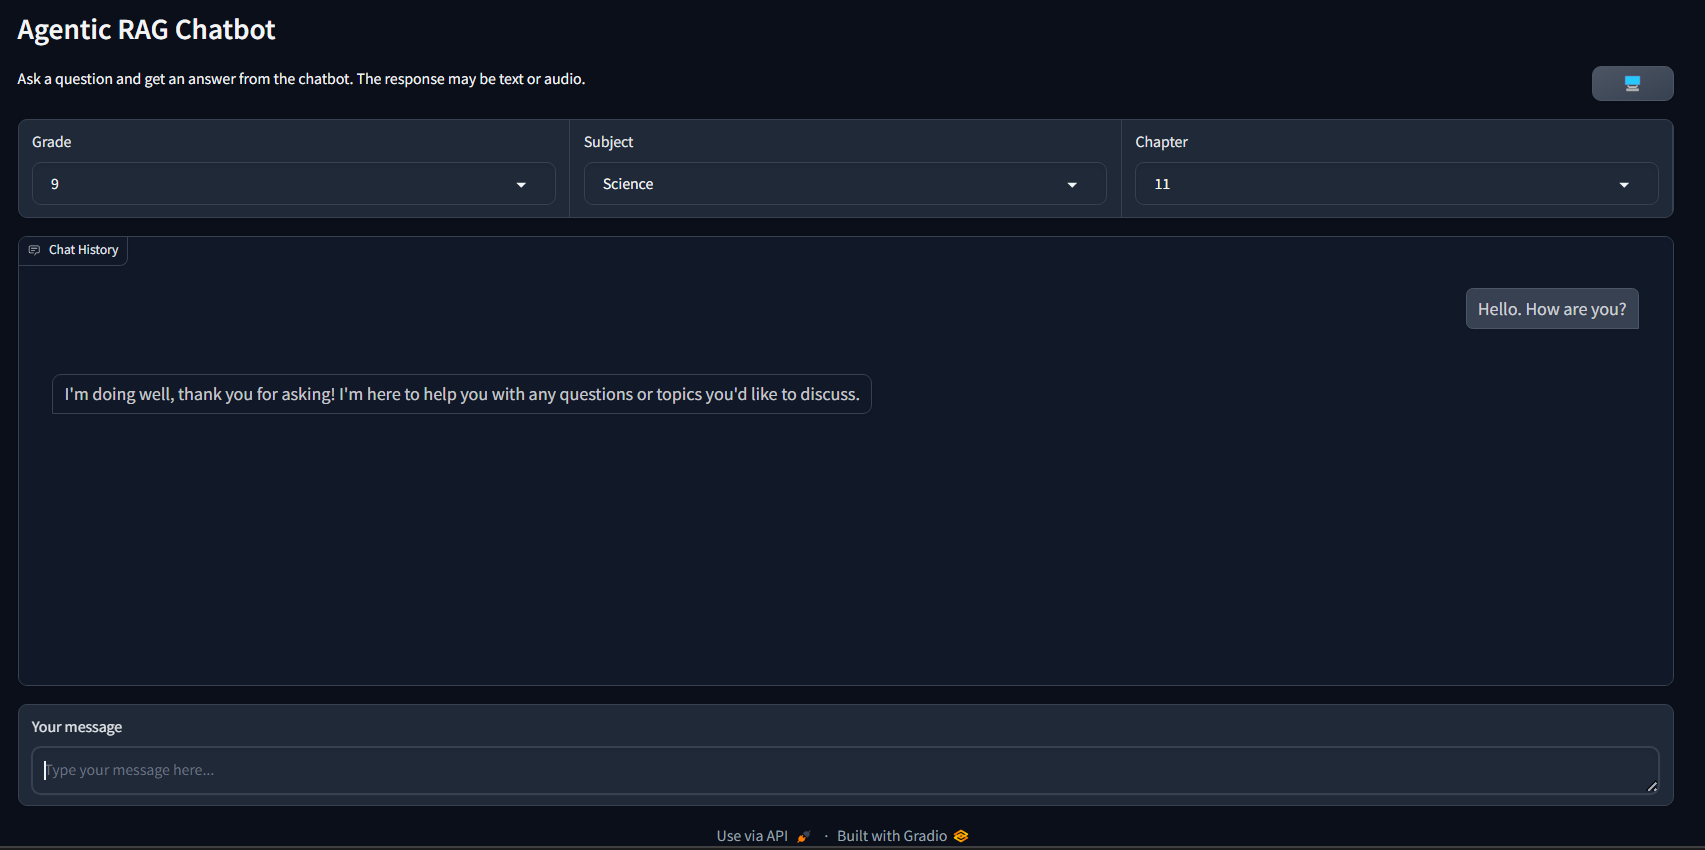 Agentic RAG Chatbot
Ask a question and get an answer from the chatbot. The response may be text or audio.
Grade
Subject
Chapter
9
Science
11
Chat History
Hello. How are you?
I'm doing well, thank you for asking! I'm here to help you with any questions or topics you'd like to discuss.
Your message
Type your message here...
Use via API · Built with Gradio